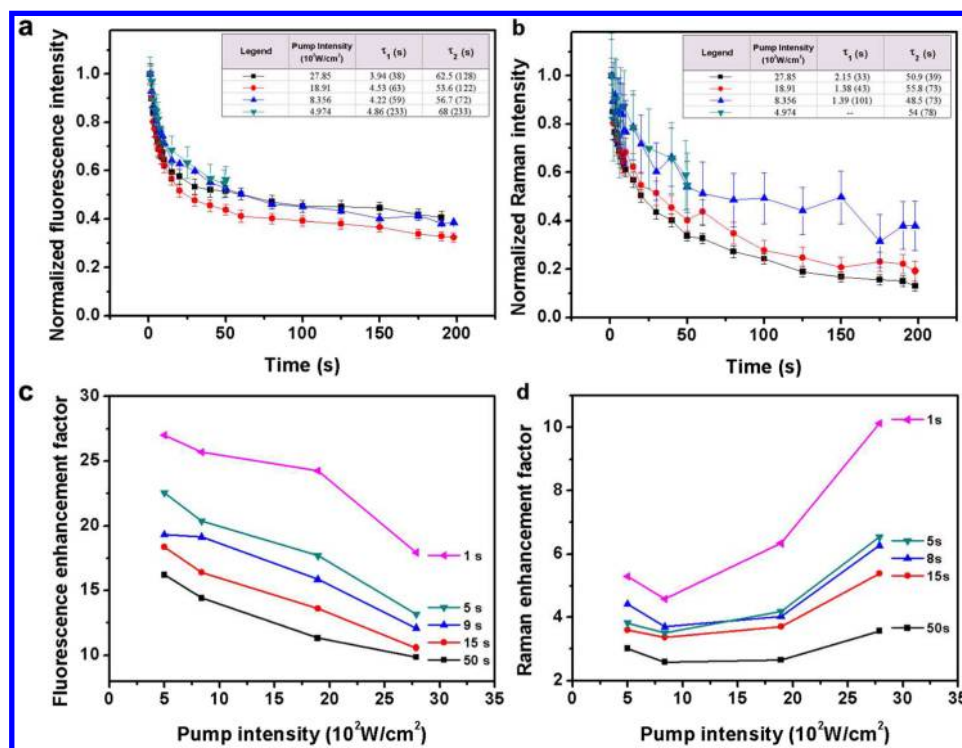 a
Normalized fluorescence intensity
1.0
0.8
0.6
0.4
0.2
0.0
Legend Pump Intensity (10²W/cm²) τ₁ (s) τ₂ (s)
27.85 3.94 (38) 62.5 (128)
18.91 4.53 (63) 53.6 (122)
8.356 4.22 (59) 56.7 (72)
4.974 4.86 (233) 68 (233)
0 50 100 150 200
Time (s)
b
Normalized Raman intensity
1.0
0.8
0.6
0.4
0.2
0.0
Legend Pump Intensity (10²W/cm²) τ₁ (s) τ₂ (s)
27.85 2.15 (33) 50.9 (39)
18.91 1.38 (43) 55.8 (73)
8.356 1.39 (101) 48.5 (73)
4.974 -- 54 (78)
0 50 100 150 200
Time (s)
c
Fluorescence enhancement factor
30
25
20
15
10
1 s
5 s
9 s
15 s
50 s
0 5 10 15 20 25 30 35
Pump intensity (10²W/cm²)
d
Raman enhancement factor
10
8
6
4
2
1s
5s
8s
15s
50s
0 5 10 15 20 25 30 35
Pump intensity (10²W/cm²)